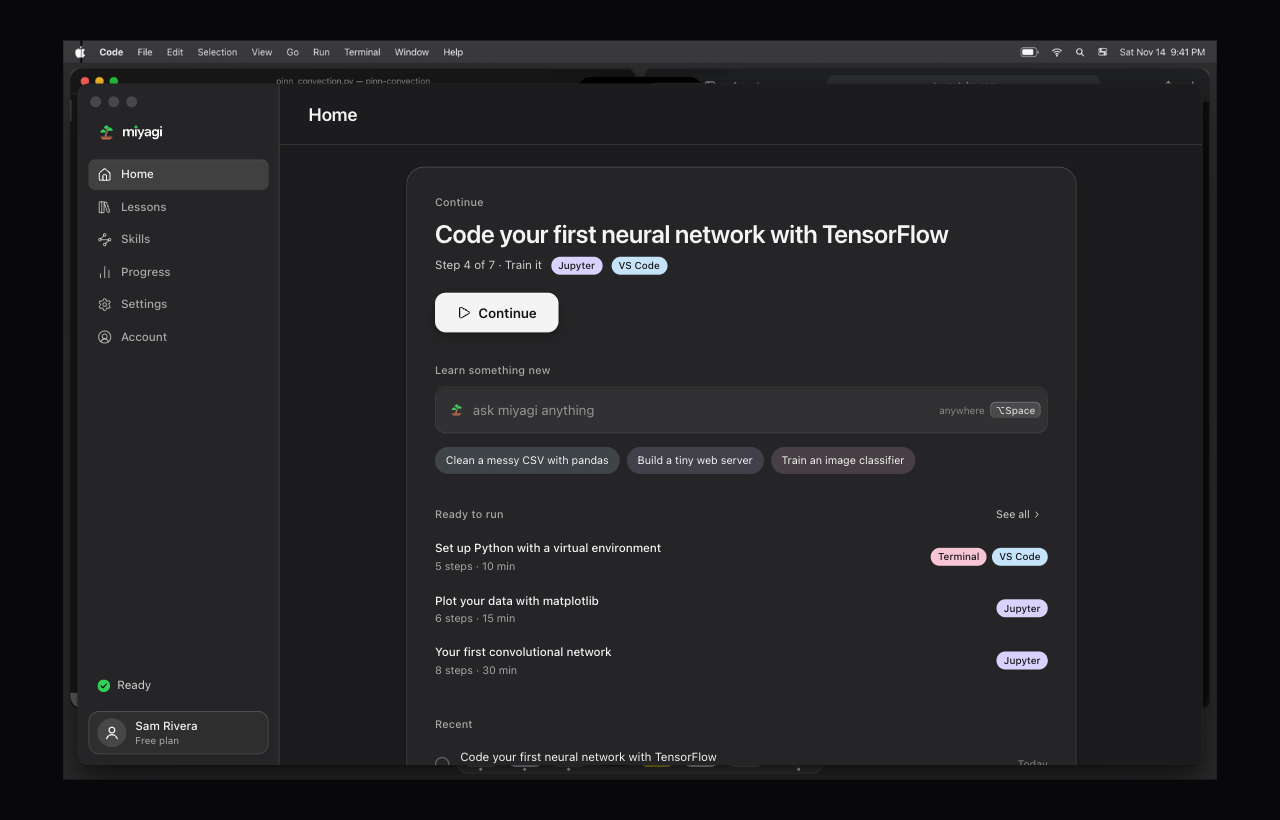 Code File Edit Selection View Go Run Terminal Window Help
Sat Nov 14 9:41 PM
pinn_convection.py — pinn-convection
miyagi
Home
Lessons
Skills
Progress
Settings
Account
Ready
Sam Rivera
Free plan
Home
Continue
Code your first neural network with TensorFlow
Step 4 of 7 · Train it Jupyter VS Code
Continue
Learn something new
ask miyagi anything
anywhere ⌥Space
Clean a messy CSV with pandas
Build a tiny web server
Train an image classifier
Ready to run
See all
Set up Python with a virtual environment
5 steps · 10 min
Terminal VS Code
Plot your data with matplotlib
6 steps · 15 min
Jupyter
Your first convolutional network
8 steps · 30 min
Jupyter
Recent
Code your first neural network with TensorFlow
Today